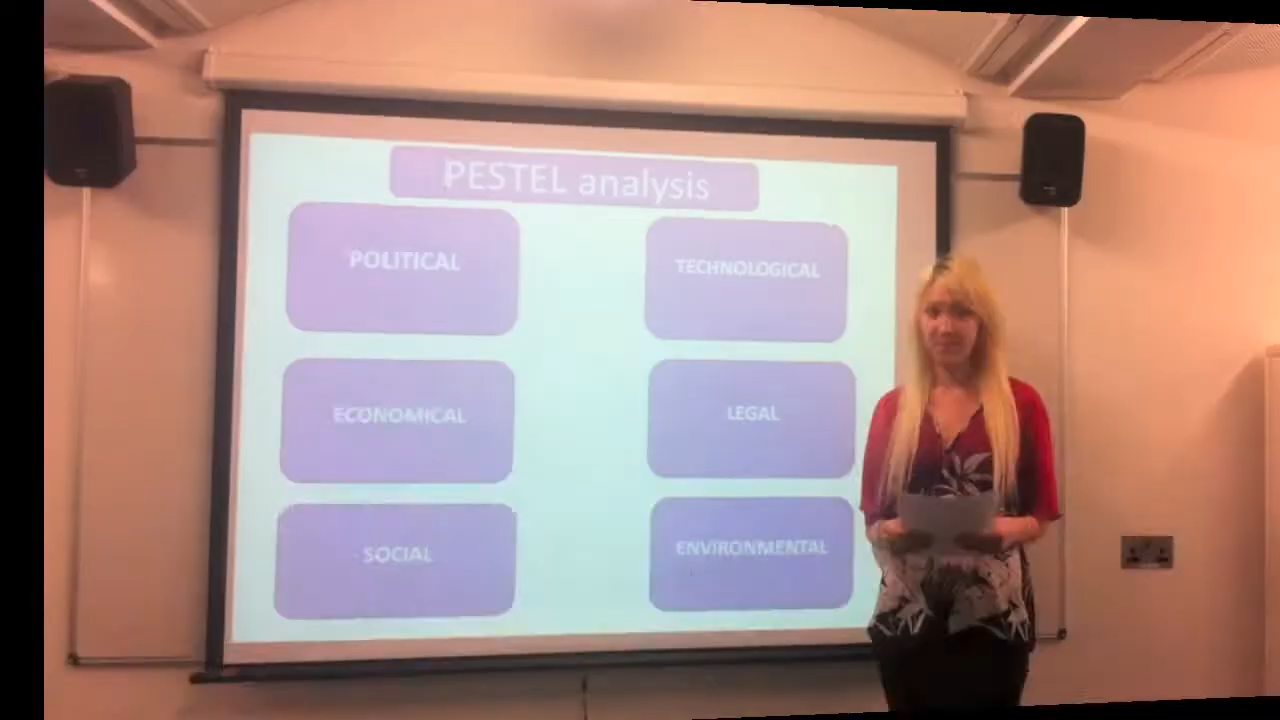 PESTEL analysis
POLITICAL
TECHNOLOGICAL
ECONOMICAL
LEGAL
SOCIAL
ENVIRONMENTAL